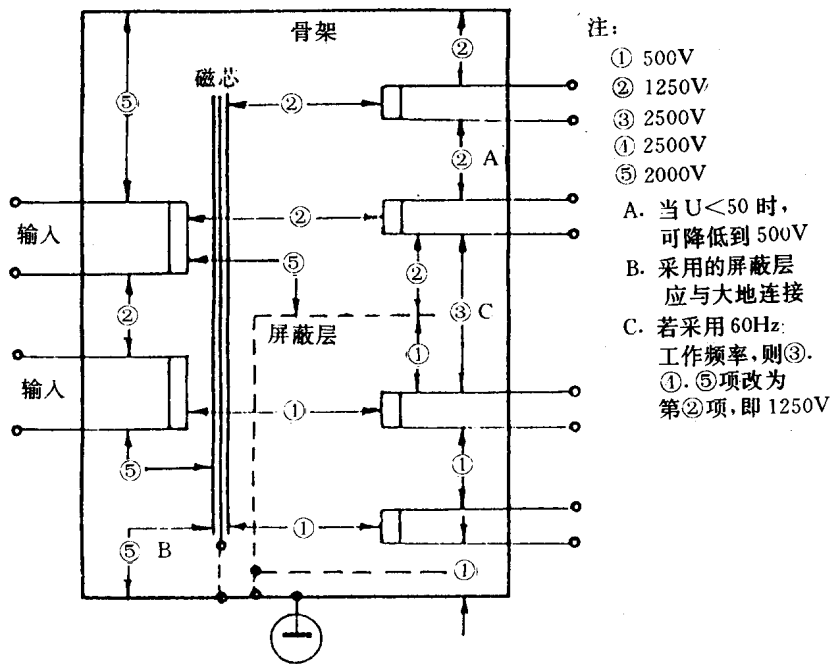 骨架
磁芯
②
⑤
②
② A
输入
②
⑤
②
②
屏蔽层
③ C
①
输入
①
⑤
①
①
⑤ B
①
注：
① 500V
② 1250V
③ 2500V
④ 2500V
⑤ 2000V
A. 当U<50时，
可降低到500V
B. 采用的屏蔽层
应与大地连接
C. 若采用60Hz
工作频率，则③.
④. ⑤项改为
第②项，即1250V